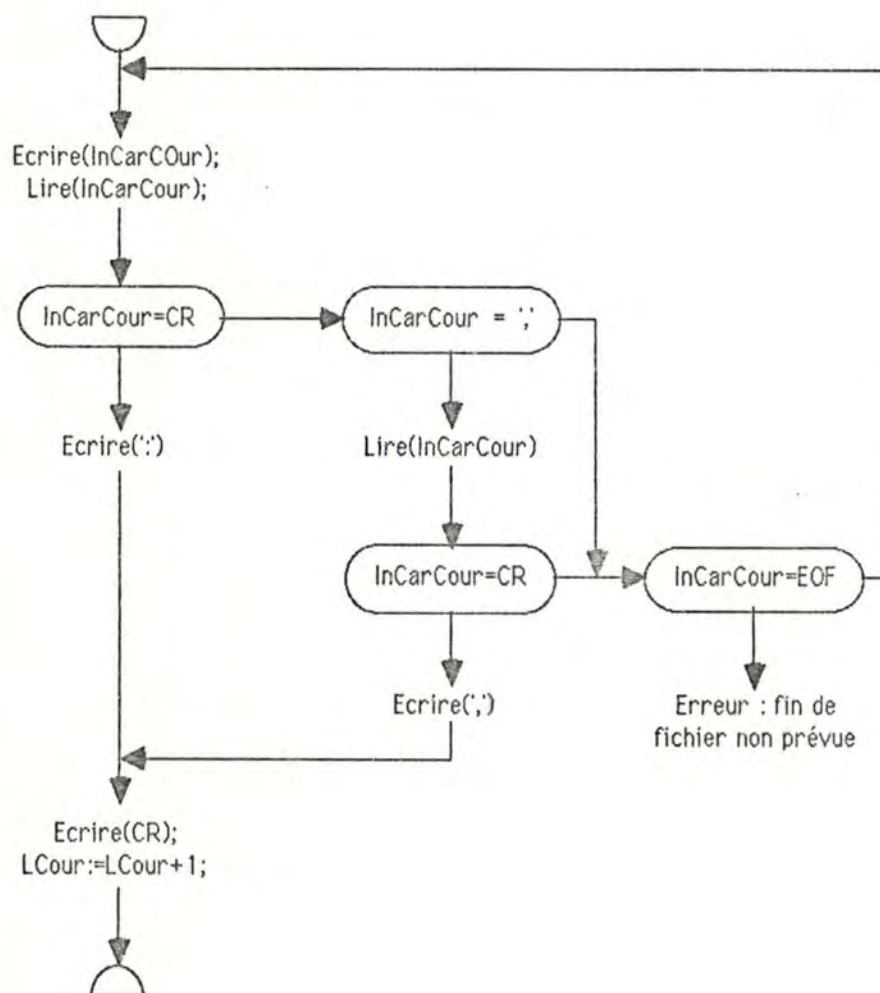 Ecrire(InCarCOur);
Lire(InCarCour);
InCarCour=CR
InCarCour = ','
Ecrire(':')
Lire(InCarCour)
InCarCour=CR
InCarCour=EOF
Ecrire(',')
Erreur : fin de
fichier non prévue
Ecrire(CR);
LCour:=LCour+1;